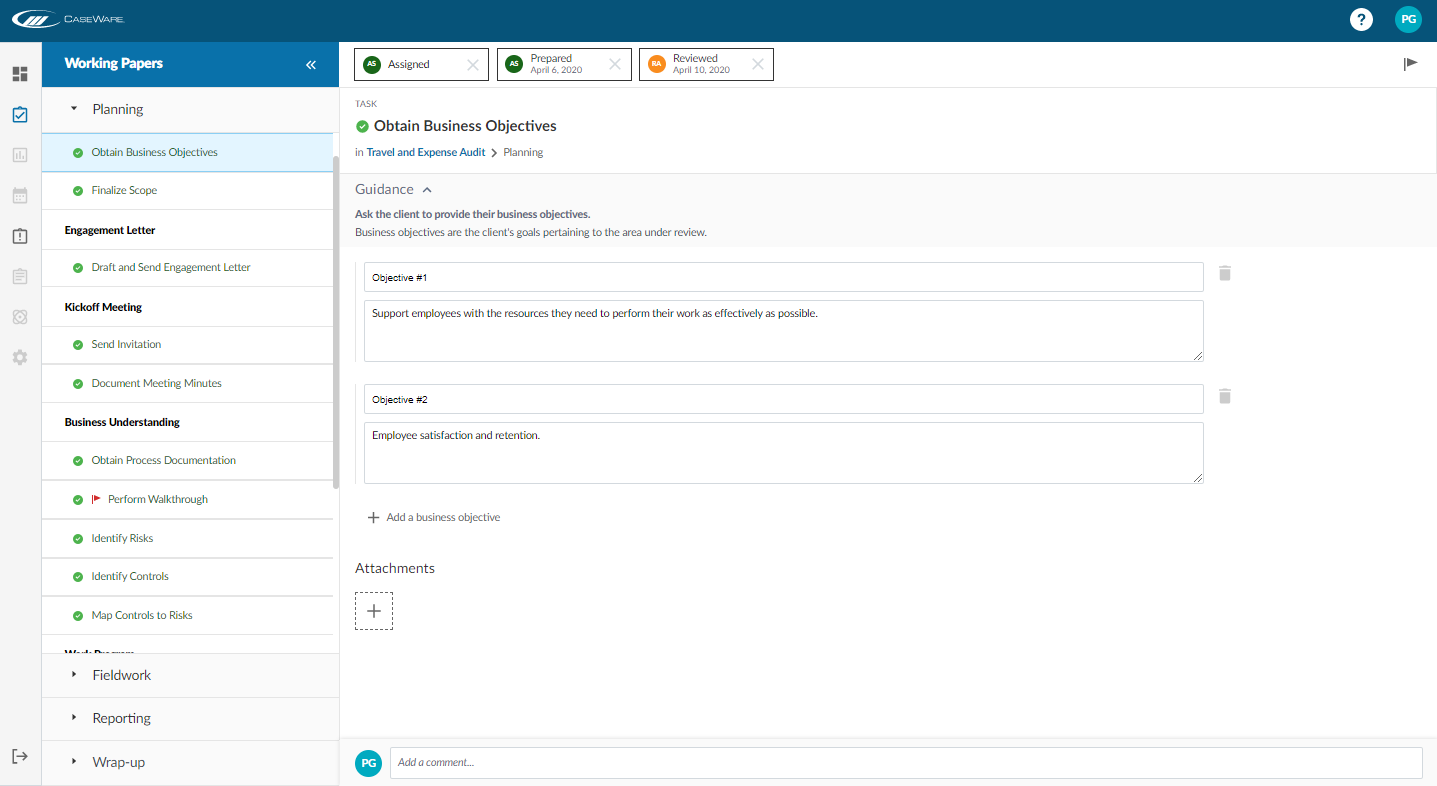 CASEWARE
?
PG
Working Papers
«
Planning
Obtain Business Objectives
Finalize Scope
Engagement Letter
Draft and Send Engagement Letter
Kickoff Meeting
Send Invitation
Document Meeting Minutes
Business Understanding
Obtain Process Documentation
Perform Walkthrough
Identify Risks
Identify Controls
Map Controls to Risks
Work Program
Fieldwork
Reporting
Wrap-up
AS Assigned
AS Prepared
April 6, 2020
RA Reviewed
April 10, 2020
TASK
Obtain Business Objectives
in Travel and Expense Audit > Planning
Guidance
Ask the client to provide their business objectives.
Business objectives are the client's goals pertaining to the area under review.
Objective #1
Support employees with the resources they need to perform their work as effectively as possible.
Objective #2
Employee satisfaction and retention.
+ Add a business objective
Attachments
+
PG Add a comment...